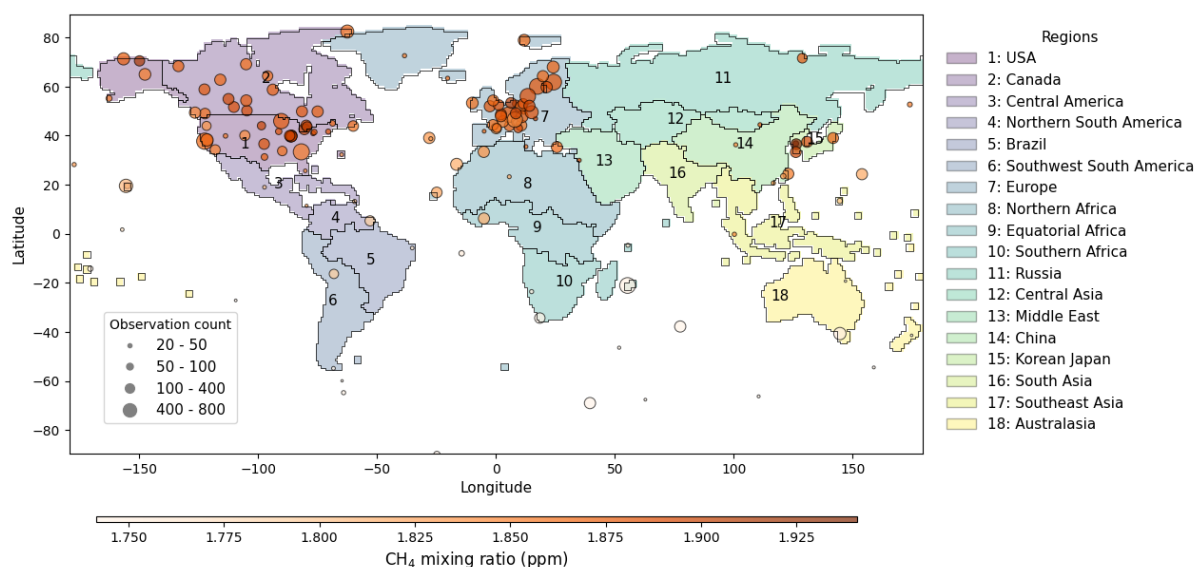 Regions
80
60
40
20
0
−20
−40
−60
−80
Latitude
1
2
3
4
5
6
7
8
9
10
11
12
13
14
15
16
17
18
Observation count
20 - 50
50 - 100
100 - 400
400 - 800
−150
−100
−50
0
50
100
150
Longitude
1: USA
2: Canada
3: Central America
4: Northern South America
5: Brazil
6: Southwest South America
7: Europe
8: Northern Africa
9: Equatorial Africa
10: Southern Africa
11: Russia
12: Central Asia
13: Middle East
14: China
15: Korean Japan
16: South Asia
17: Southeast Asia
18: Australasia
1.750
1.775
1.800
1.825
1.850
1.875
1.900
1.925
CH₄ mixing ratio (ppm)